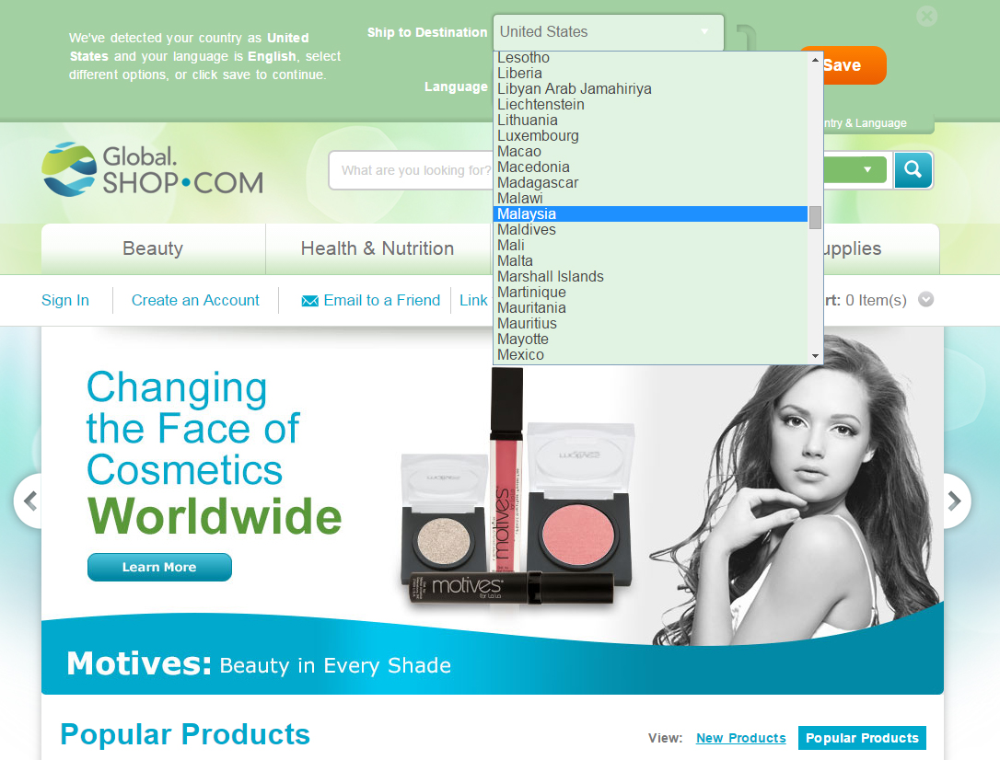 We've detected your country as United
States and your language is English, select
different options, or click save to continue.
Ship to Destination
United States
Language
Save
Lesotho
Liberia
Libyan Arab Jamahiriya
Liechtenstein
Lithuania
Luxembourg
Macao
Macedonia
Madagascar
Malawi
Malaysia
Maldives
Mali
Malta
Marshall Islands
Martinique
Mauritania
Mauritius
Mayotte
Mexico
ntry & Language
Global.
SHOP•COM
What are you looking for?
Beauty
Health & Nutrition
upplies
Sign In
Create an Account
Email to a Friend
Link
rt: 0 Item(s)
Changing
the Face of
Cosmetics
Worldwide
Learn More
motives
motives
motives
motives®
for La La
Motives: Beauty in Every Shade
Popular Products
View: New Products Popular Products